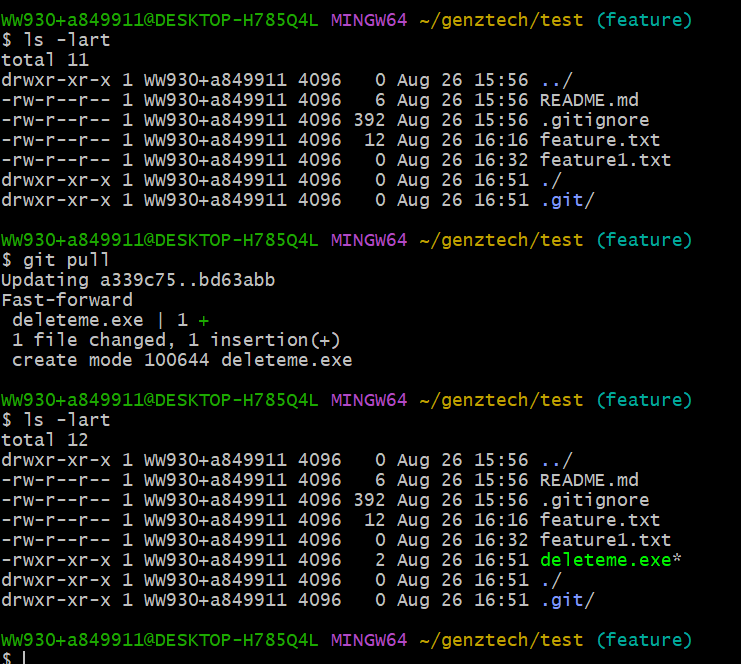 WW930+a849911@DESKTOP-H785Q4L MINGW64 ~/genztech/test (feature)
$ ls -lart
total 11
drwxr-xr-x 1 WW930+a849911 4096   0 Aug 26 15:56 ../
-rw-r--r-- 1 WW930+a849911 4096   6 Aug 26 15:56 README.md
-rw-r--r-- 1 WW930+a849911 4096 392 Aug 26 15:56 .gitignore
-rw-r--r-- 1 WW930+a849911 4096  12 Aug 26 16:16 feature.txt
-rw-r--r-- 1 WW930+a849911 4096   0 Aug 26 16:32 feature1.txt
drwxr-xr-x 1 WW930+a849911 4096   0 Aug 26 16:51 ./
drwxr-xr-x 1 WW930+a849911 4096   0 Aug 26 16:51 .git/
WW930+a849911@DESKTOP-H785Q4L MINGW64 ~/genztech/test (feature)
$ git pull
Updating a339c75..bd63abb
Fast-forward
 deleteme.exe | 1 +
 1 file changed, 1 insertion(+)
 create mode 100644 deleteme.exe
WW930+a849911@DESKTOP-H785Q4L MINGW64 ~/genztech/test (feature)
$ ls -lart
total 12
drwxr-xr-x 1 WW930+a849911 4096   0 Aug 26 15:56 ../
-rw-r--r-- 1 WW930+a849911 4096   6 Aug 26 15:56 README.md
-rw-r--r-- 1 WW930+a849911 4096 392 Aug 26 15:56 .gitignore
-rw-r--r-- 1 WW930+a849911 4096  12 Aug 26 16:16 feature.txt
-rw-r--r-- 1 WW930+a849911 4096   0 Aug 26 16:32 feature1.txt
-rwxr-xr-x 1 WW930+a849911 4096   2 Aug 26 16:51 deleteme.exe*
drwxr-xr-x 1 WW930+a849911 4096   0 Aug 26 16:51 ./
drwxr-xr-x 1 WW930+a849911 4096   0 Aug 26 16:51 .git/
WW930+a849911@DESKTOP-H785Q4L MINGW64 ~/genztech/test (feature)
$